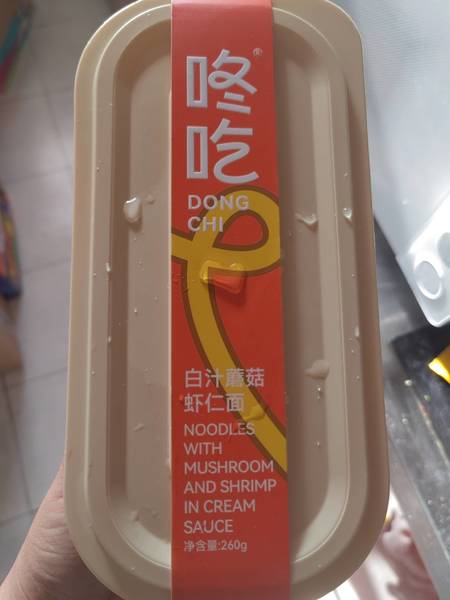 咚®
吃
DONG
CHI
白汁蘑菇
虾仁面
NOODLES
WITH
MUSHROOM
AND SHRIMP
IN CREAM
SAUCE
净含量:260g